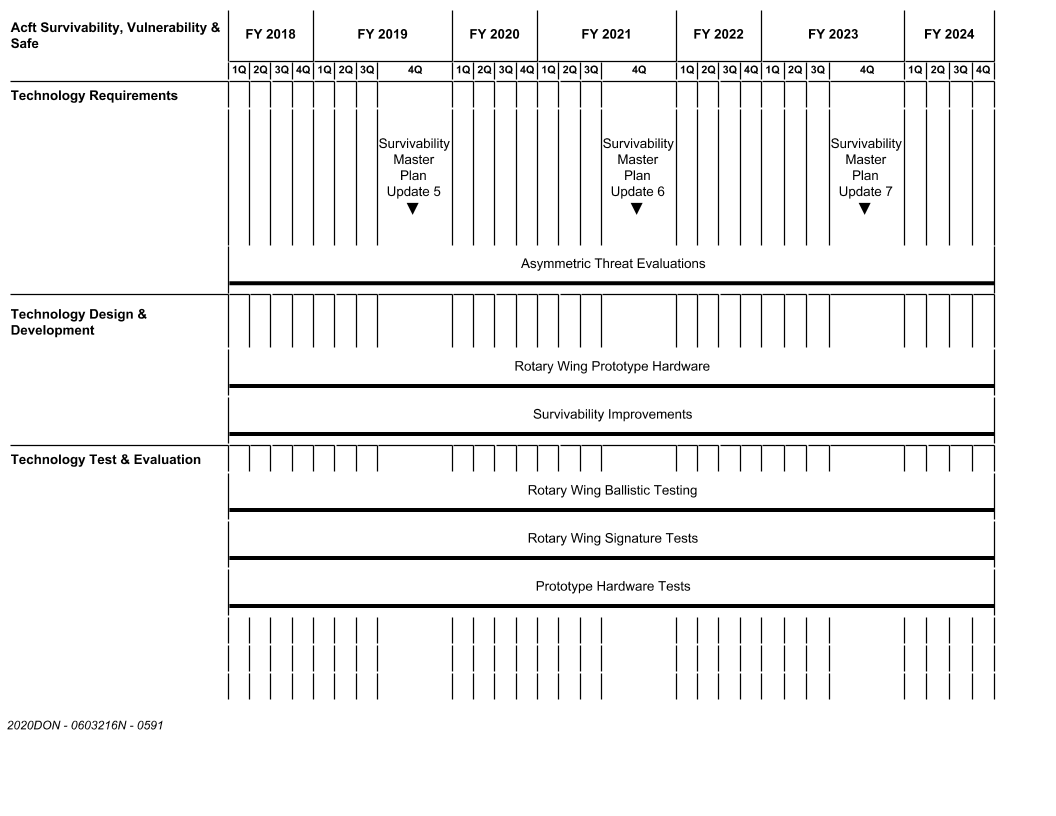 Acft Survivability, Vulnerability &
Safe
FY 2018 FY 2019 FY 2020 FY 2021 FY 2022 FY 2023 FY 2024
1Q 2Q 3Q 4Q 1Q 2Q 3Q 4Q 1Q 2Q 3Q 4Q 1Q 2Q 3Q 4Q 1Q 2Q 3Q 4Q 1Q 2Q 3Q 4Q 1Q 2Q 3Q 4Q
Technology Requirements
Survivability
Master
Plan
Update 5
Survivability
Master
Plan
Update 6
Survivability
Master
Plan
Update 7
Asymmetric Threat Evaluations
Technology Design &
Development
Rotary Wing Prototype Hardware
Survivability Improvements
Technology Test & Evaluation
Rotary Wing Ballistic Testing
Rotary Wing Signature Tests
Prototype Hardware Tests
2020DON - 0603216N - 0591